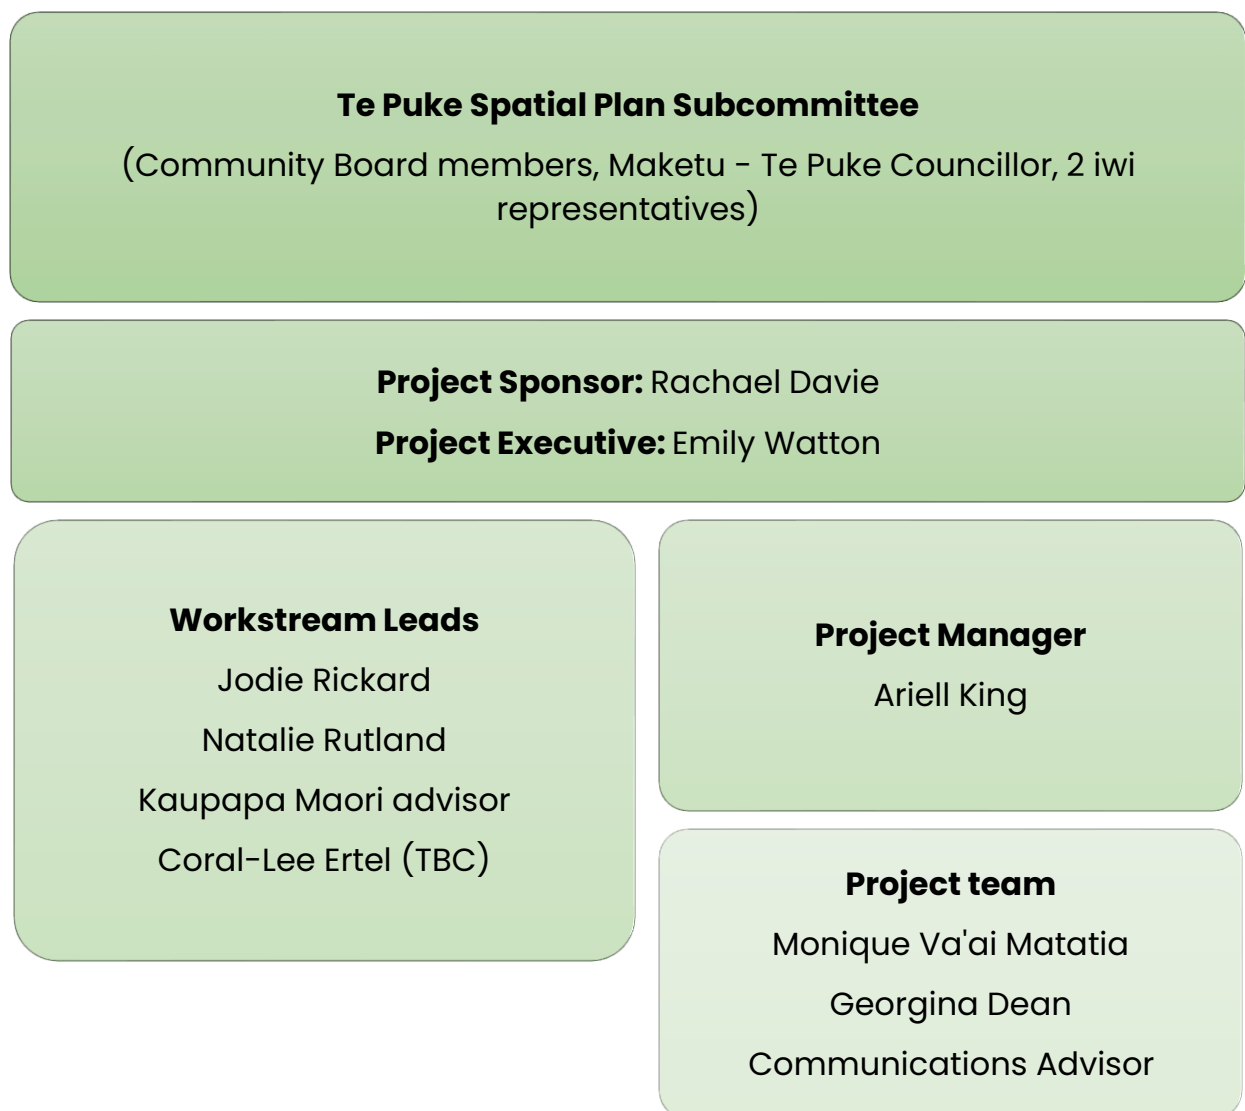 Te Puke Spatial Plan Subcommittee
(Community Board members, Maketu - Te Puke Councillor, 2 iwi
representatives)
Project Sponsor: Rachael Davie
Project Executive: Emily Watton
Workstream Leads
Jodie Rickard
Natalie Rutland
Kaupapa Maori advisor
Coral-Lee Ertel (TBC)
Project Manager
Ariell King
Project team
Monique Va'ai Matatia
Georgina Dean
Communications Advisor